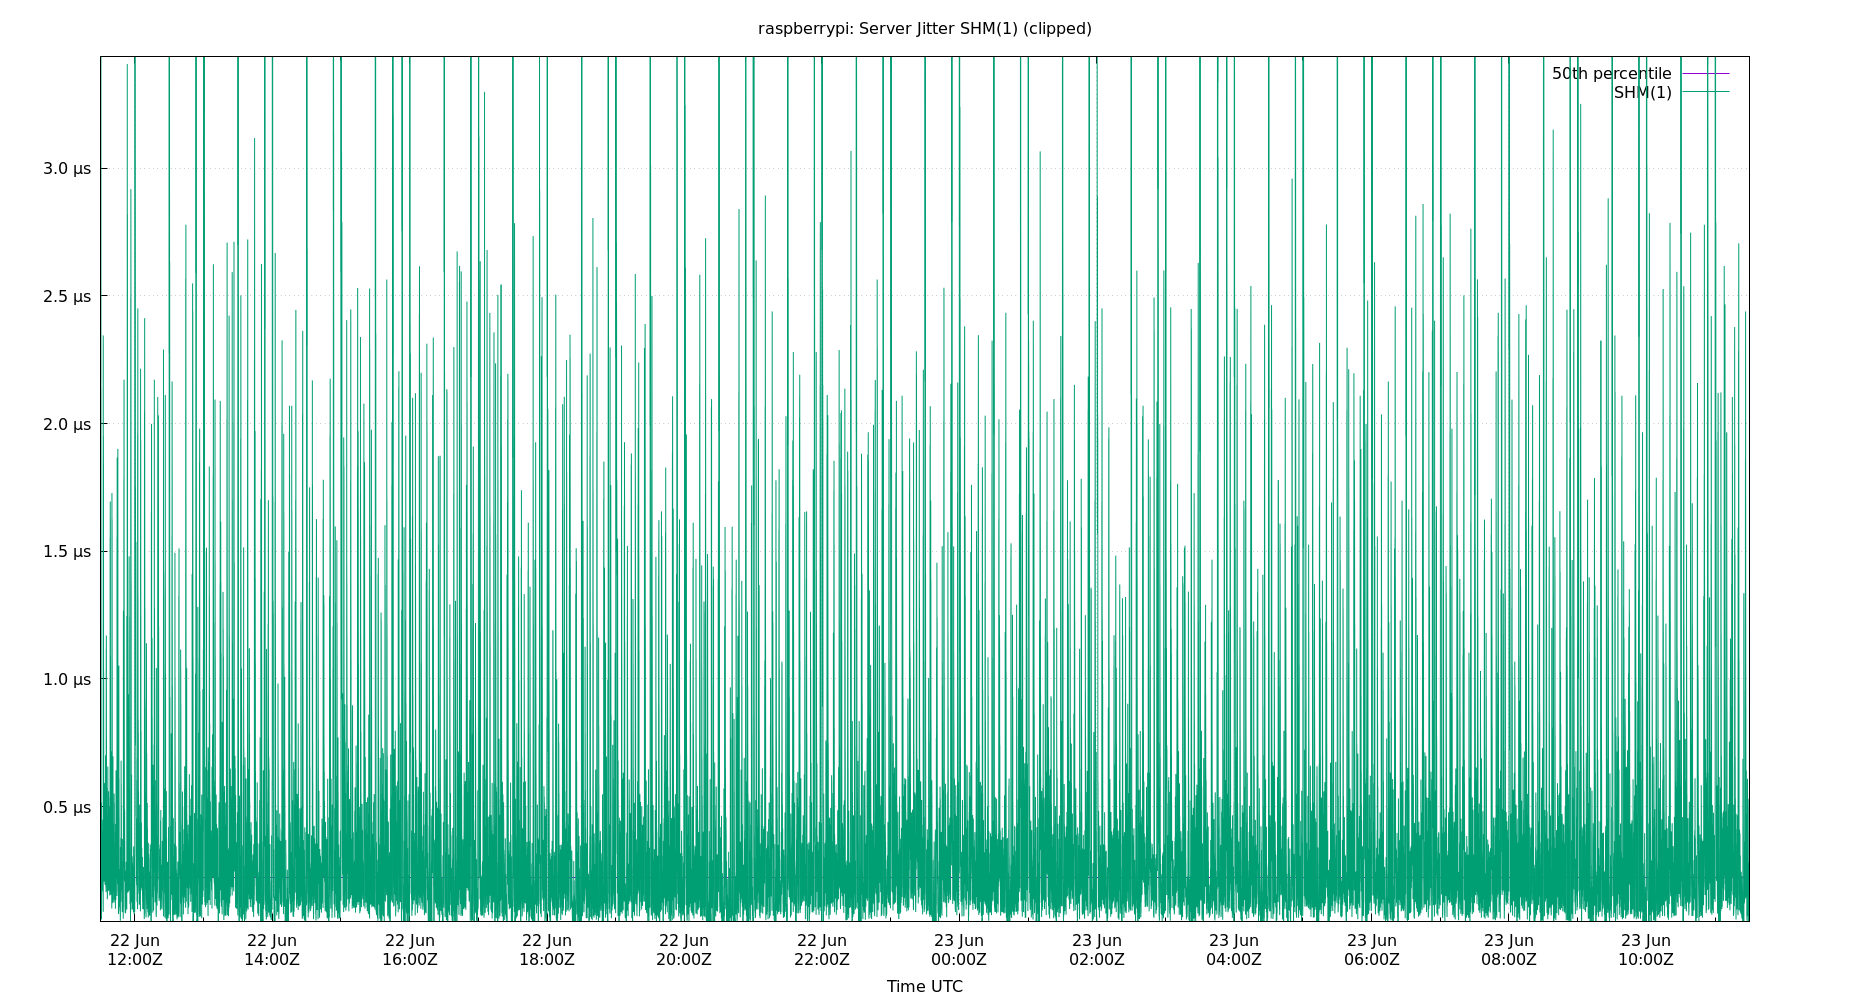 raspberrypi: Server Jitter SHM(1) (clipped)
50th percentile
SHM(1)
3.0 µs
2.5 µs
2.0 µs
1.5 µs
1.0 µs
0.5 µs
22 Jun 22 Jun 22 Jun 22 Jun 22 Jun 22 Jun 23 Jun 23 Jun 23 Jun 23 Jun 23 Jun 23 Jun
12:00Z 14:00Z 16:00Z 18:00Z 20:00Z 22:00Z 00:00Z 02:00Z 04:00Z 06:00Z 08:00Z 10:00Z
Time UTC